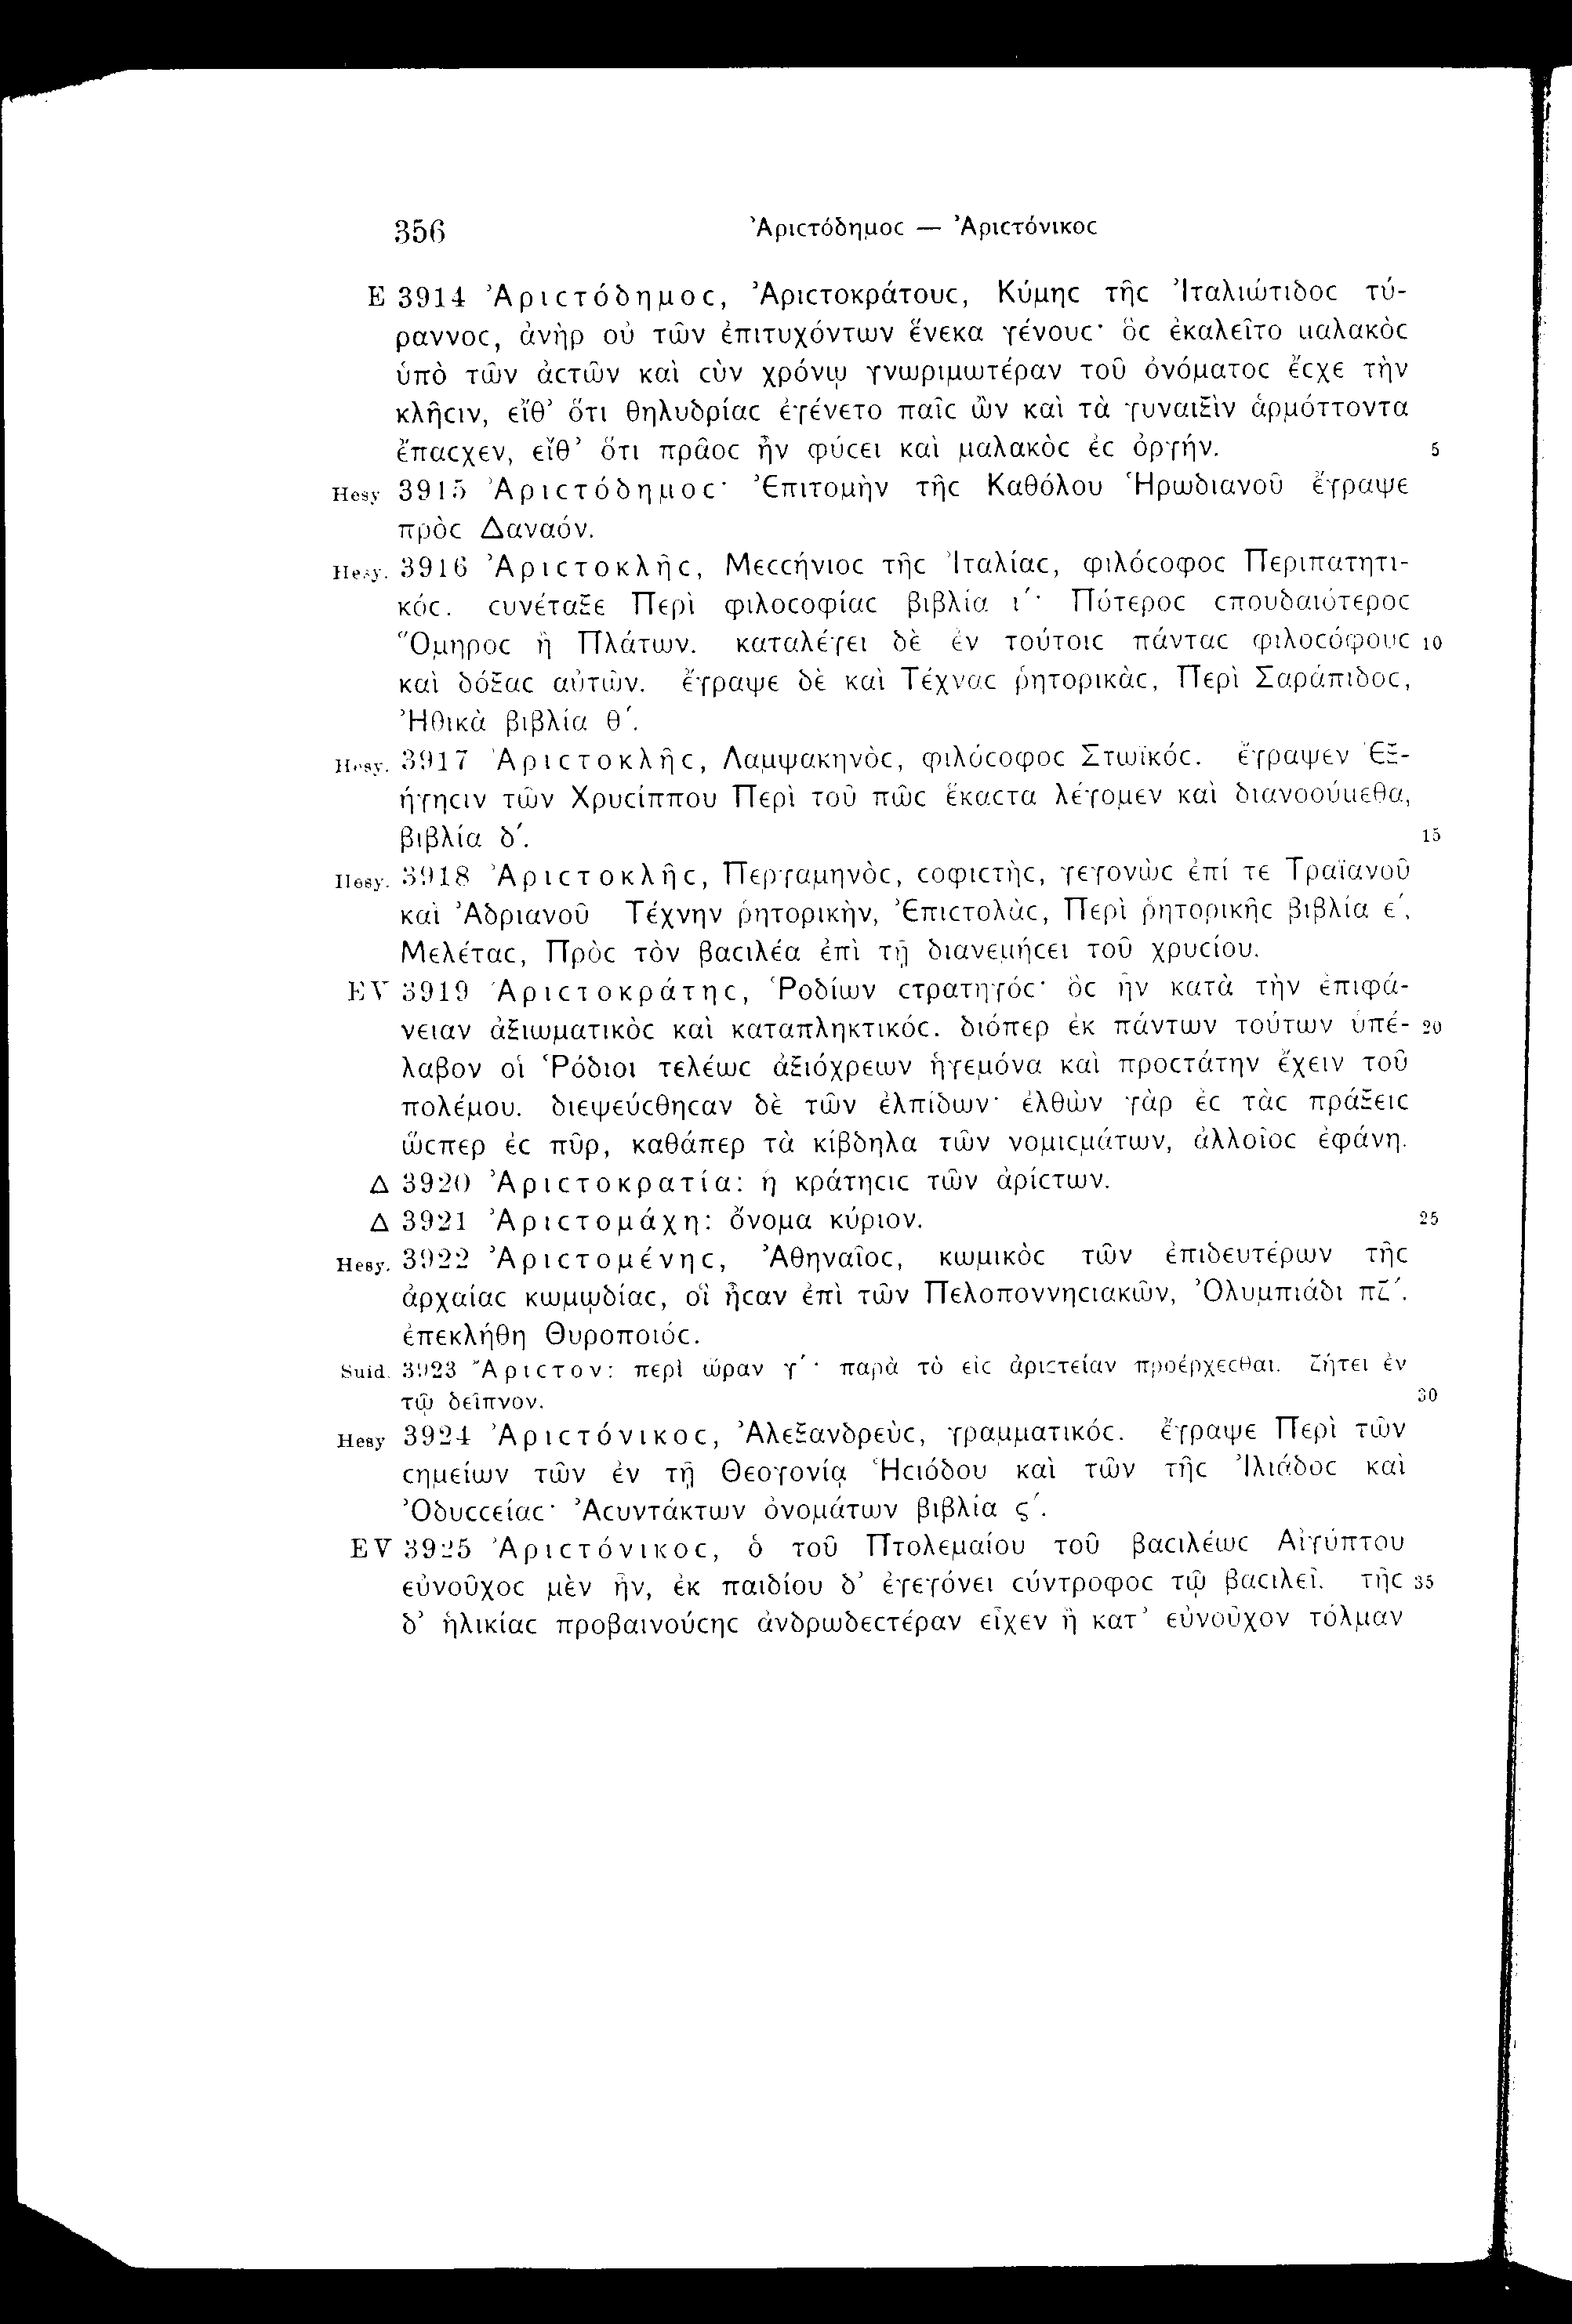 356 Ἀριϲτόδημοϲ — Ἀριϲτόνικοϲ
E 3914 Ἀριϲτόδημοϲ, Ἀριϲτοκράτουϲ, Κύμηϲ τῆϲ Ἰταλιώτιδοϲ τύ-
ραννοϲ, ἀνὴρ οὐ τῶν ἐπιτυχόντων ἕνεκα γένουϲ· ὃϲ ἐκαλεῖτο μαλακὸϲ
ὑπὸ τῶν ἀϲτῶν καὶ ϲὺν χρόνῳ γνωριμωτέραν τοῦ ὀνόματοϲ ἔϲχε τὴν
κλῆϲιν, εἴθ' ὅτι θηλυδρίαϲ ἐγένετο παῖϲ ὢν καὶ τὰ γυναιξὶν ἁρμόττοντα
ἔπαϲχεν, εἴθ' ὅτι πρᾶοϲ ἦν φύϲει καὶ μαλακὸϲ ἐϲ ὀργήν. 5
Hesy 3915 Ἀριϲτόδημοϲ· Ἐπιτομὴν τῆϲ Καθόλου Ἡρωδιανοῦ ἔγραψε
πρὸϲ Δαναόν.
Hesy. 3916 Ἀριϲτοκλῆϲ, Μεϲϲήνιοϲ τῆϲ Ἰταλίαϲ, φιλόϲοφοϲ Περιπατητι-
κόϲ. ϲυνέταξε Περὶ φιλοϲοφίαϲ βιβλία ι΄· Πότεροϲ ϲπουδαιότεροϲ
Ὅμηροϲ ἢ Πλάτων. καταλέγει δὲ ἐν τούτοιϲ πάνταϲ φιλοϲόφουϲ 10
καὶ δόξαϲ αὐτῶν. ἔγραψε δὲ καὶ Τέχναϲ ῥητορικὰϲ, Περὶ Σαράπιδοϲ,
Ἠθικὰ βιβλία θ΄.
Hesy. 3917 Ἀριϲτοκλῆϲ, Λαμψακηνὸϲ, φιλόϲοφοϲ Στωϊκόϲ. ἔγραψεν Ἐξ-
ήγηϲιν τῶν Χρυϲίππου Περὶ τοῦ πῶϲ ἕκαϲτα λέγομεν καὶ διανοούμεθα,
βιβλία δ΄. 15
Hesy. 3918 Ἀριϲτοκλῆϲ, Περγαμηνὸϲ, ϲοφιϲτὴϲ, γεγονὼϲ ἐπί τε Τραϊανοῦ
καὶ Ἀδριανοῦ Τέχνην ῥητορικὴν, Ἐπιϲτολὰϲ, Περὶ ῥητορικῆϲ βιβλία ε΄,
Μελέταϲ, Πρὸϲ τὸν βαϲιλέα ἐπὶ τῇ διανεμήϲει τοῦ χρυϲίου.
EV 3919 Ἀριϲτοκράτηϲ, Ῥοδίων ϲτρατηγόϲ· ὃϲ ἦν κατὰ τὴν ἐπιφά-
νειαν ἀξιωματικὸϲ καὶ καταπληκτικόϲ. διόπερ ἐκ πάντων τούτων ὑπέ- 20
λαβον οἱ Ῥόδιοι τελέωϲ ἀξιόχρεων ἡγεμόνα καὶ προϲτάτην ἔχειν τοῦ
πολέμου. διεψεύϲθηϲαν δὲ τῶν ἐλπίδων· ἐλθὼν γὰρ ἐϲ τὰϲ πράξειϲ
ὥϲπερ ἐϲ πῦρ, καθάπερ τὰ κίβδηλα τῶν νομιϲμάτων, ἀλλοῖοϲ ἐφάνη.
Δ 3920 Ἀριϲτοκρατία: ἡ κράτηϲιϲ τῶν ἀρίϲτων.
Δ 3921 Ἀριϲτομάχη: ὄνομα κύριον. 25
Hesy. 3922 Ἀριϲτομένηϲ, Ἀθηναῖοϲ, κωμικὸϲ τῶν ἐπιδευτέρων τῆϲ
ἀρχαίαϲ κωμῳδίαϲ, οἳ ἦϲαν ἐπὶ τῶν Πελοποννηϲιακῶν, Ὀλυμπιάδι πζ΄.
ἐπεκλήθη Θυροποιόϲ.
Suid. 3923 Ἄριϲτον: περὶ ὥραν γ΄· παρὰ τὸ εἰϲ ἀριϲτείαν προέρχεϲθαι. ζήτει ἐν
τῷ δεῖπνον. 30
Hesy 3924 Ἀριϲτόνικοϲ, Ἀλεξανδρεὺϲ, γραμματικόϲ. ἔγραψε Περὶ τῶν
ϲημείων τῶν ἐν τῇ Θεογονίᾳ Ἡϲιόδου καὶ τῶν τῆϲ Ἰλιάδοϲ καὶ
Ὀδυϲϲείαϲ· Ἀϲυντάκτων ὀνομάτων βιβλία ϛ΄.
EV 3925 Ἀριϲτόνικοϲ, ὁ τοῦ Πτολεμαίου τοῦ βαϲιλέωϲ Αἰγύπτου
εὐνοῦχοϲ μὲν ἦν, ἐκ παιδίου δ' ἐγεγόνει ϲύντροφοϲ τῷ βαϲιλεῖ. τῆϲ 35
δ' ἡλικίαϲ προβαινούϲηϲ ἀνδρωδεϲτέραν εἶχεν ἢ κατ' εὐνοῦχον τόλμαν